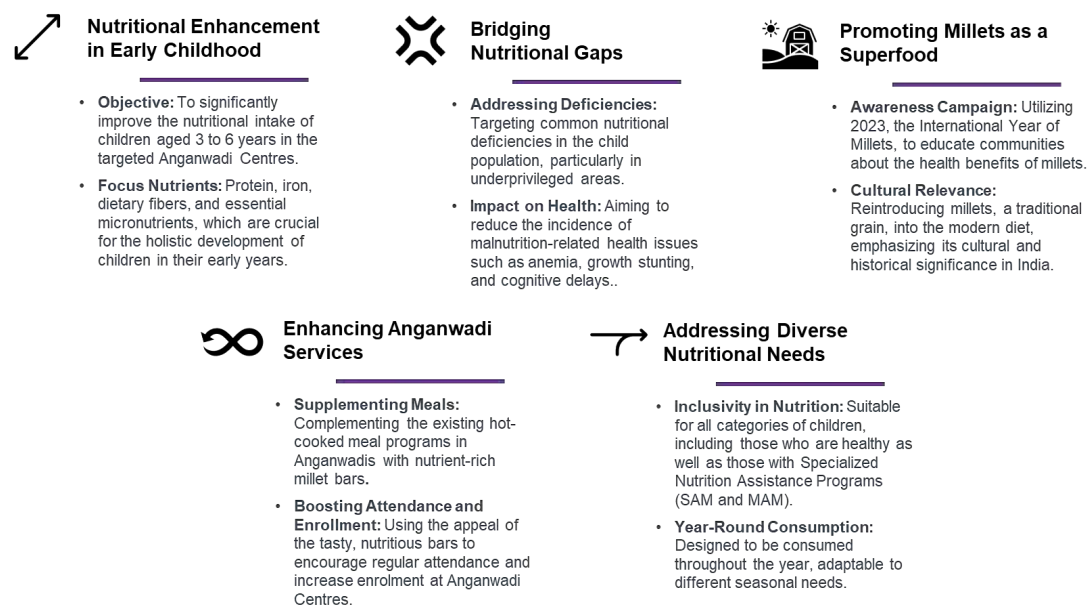 Nutritional Enhancement
in Early Childhood
• Objective: To significantly
improve the nutritional intake of
children aged 3 to 6 years in the
targeted Anganwadi Centres.
• Focus Nutrients: Protein, iron,
dietary fibers, and essential
micronutrients, which are crucial
for the holistic development of
children in their early years.
Bridging
Nutritional Gaps
• Addressing Deficiencies:
Targeting common nutritional
deficiencies in the child
population, particularly in
underprivileged areas.
• Impact on Health: Aiming to
reduce the incidence of
malnutrition-related health issues
such as anemia, growth stunting,
and cognitive delays..
Promoting Millets as a
Superfood
• Awareness Campaign: Utilizing
2023, the International Year of
Millets, to educate communities
about the health benefits of millets.
• Cultural Relevance:
Reintroducing millets, a traditional
grain, into the modern diet,
emphasizing its cultural and
historical significance in India.
Enhancing Anganwadi
Services
• Supplementing Meals:
Complementing the existing hot-
cooked meal programs in
Anganwadis with nutrient-rich
millet bars.
• Boosting Attendance and
Enrollment: Using the appeal of
the tasty, nutritious bars to
encourage regular attendance and
increase enrolment at Anganwadi
Centres.
Addressing Diverse
Nutritional Needs
• Inclusivity in Nutrition: Suitable
for all categories of children,
including those who are healthy as
well as those with Specialized
Nutrition Assistance Programs
(SAM and MAM).
• Year-Round Consumption:
Designed to be consumed
throughout the year, adaptable to
different seasonal needs.